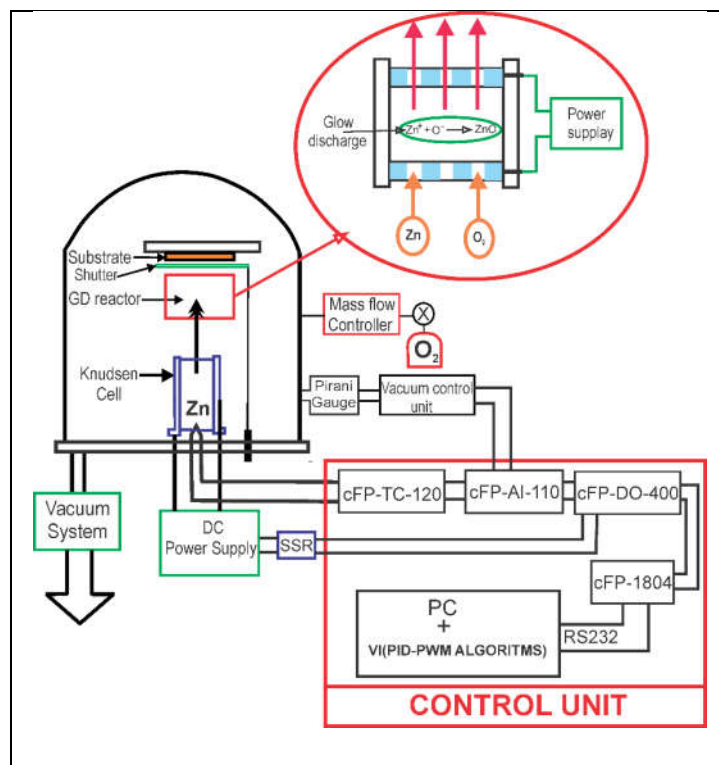 Glow
discharge
Zn⁺ + O⁻ → ZnO
Power
supplay
Zn
O₂
Substrate
Shutter
GD reactor
Knudsen
Cell
Zn
Mass flow
Controller
X
O₂
Pirani
Gauge
Vacuum control
unit
Vacuum
System
DC
Power Supply
SSR
cFP-TC-120
cFP-AI-110
cFP-DO-400
cFP-1804
PC
+
VI(PID-PWM ALGORITMS)
RS232
CONTROL UNIT